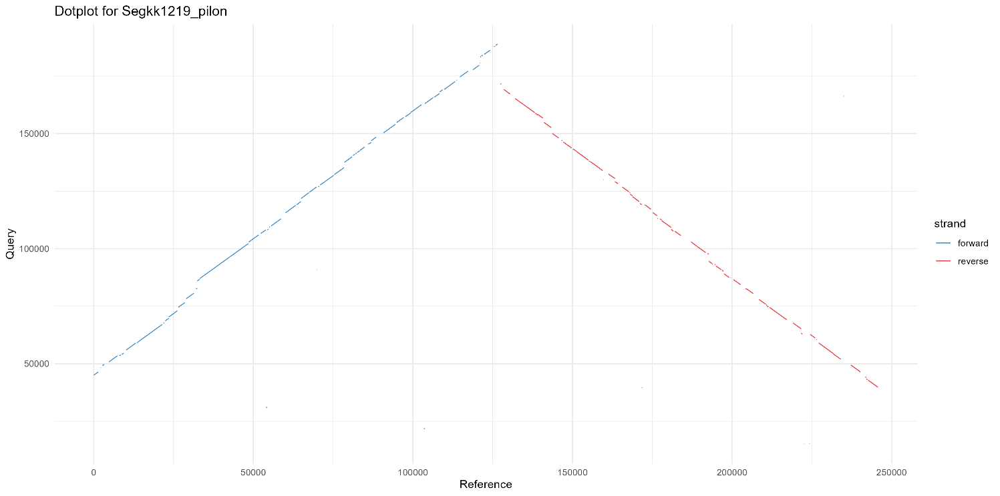 Dotplot for Segkk1219_pilon
Query
150000
100000
50000
0
50000
100000
150000
200000
250000
Reference
strand
forward
reverse